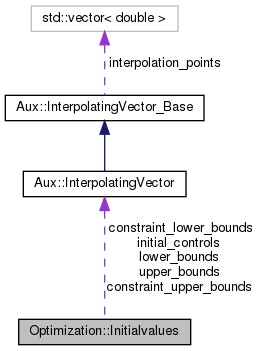 std::vector< double >
interpolation_points
Aux::InterpolatingVector_Base
Aux::InterpolatingVector
constraint_lower_bounds
initial_controls
lower_bounds
upper_bounds
constraint_upper_bounds
Optimization::Initialvalues